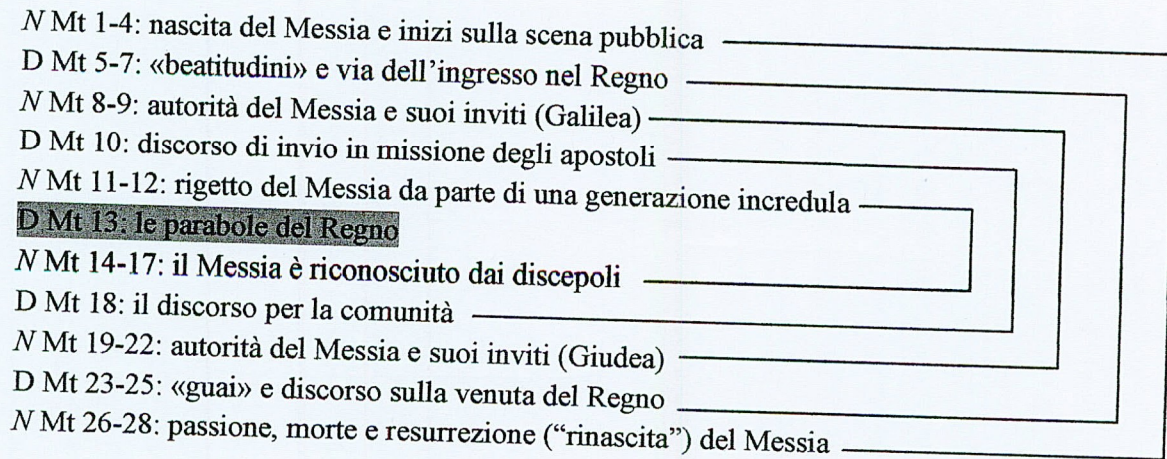 N Mt 1-4: nascita del Messia e inizi sulla scena pubblica
D Mt 5-7: «beatitudini» e via dell'ingresso nel Regno
N Mt 8-9: autorità del Messia e suoi inviti (Galilea)
D Mt 10: discorso di invio in missione degli apostoli
N Mt 11-12: rigetto del Messia da parte di una generazione incredula
D Mt 13: le parabole del Regno
N Mt 14-17: il Messia è riconosciuto dai discepoli
D Mt 18: il discorso per la comunità
N Mt 19-22: autorità del Messia e suoi inviti (Giudea)
D Mt 23-25: «guai» e discorso sulla venuta del Regno
N Mt 26-28: passione, morte e resurrezione (“rinascita”) del Messia